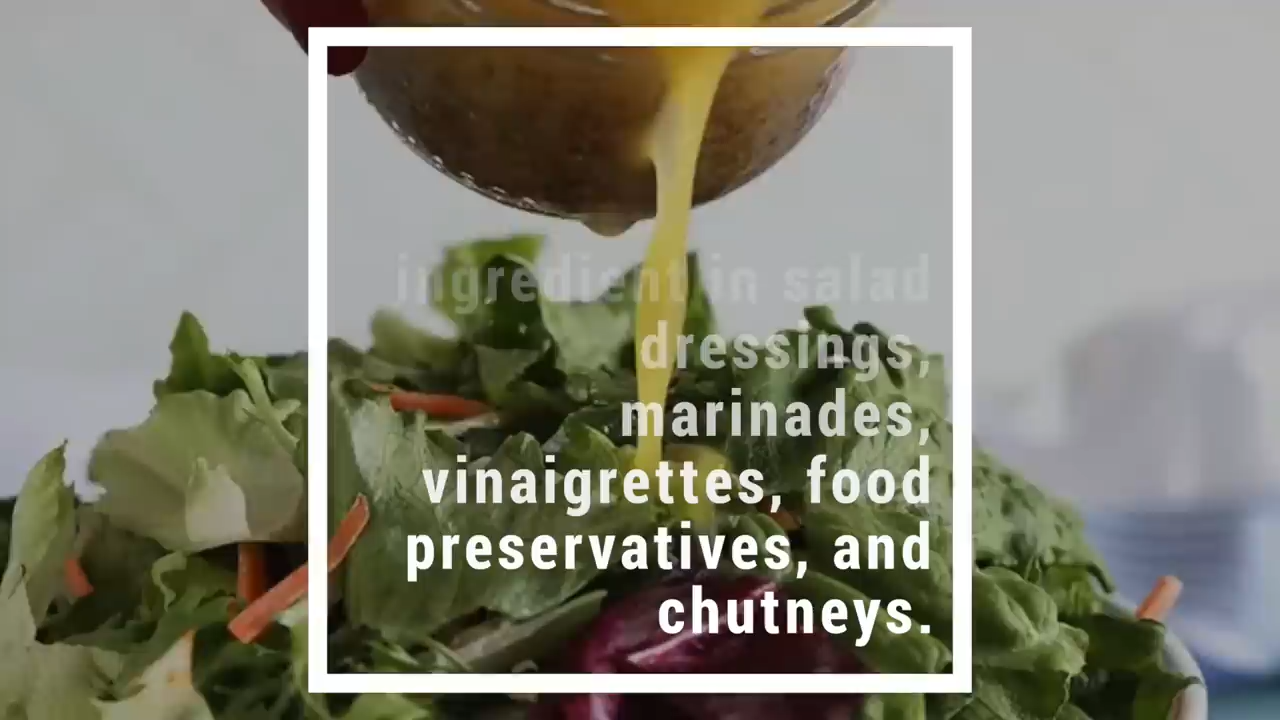 ingredient in salad
dressings,
marinades,
vinaigrettes, food
preservatives, and
chutneys.